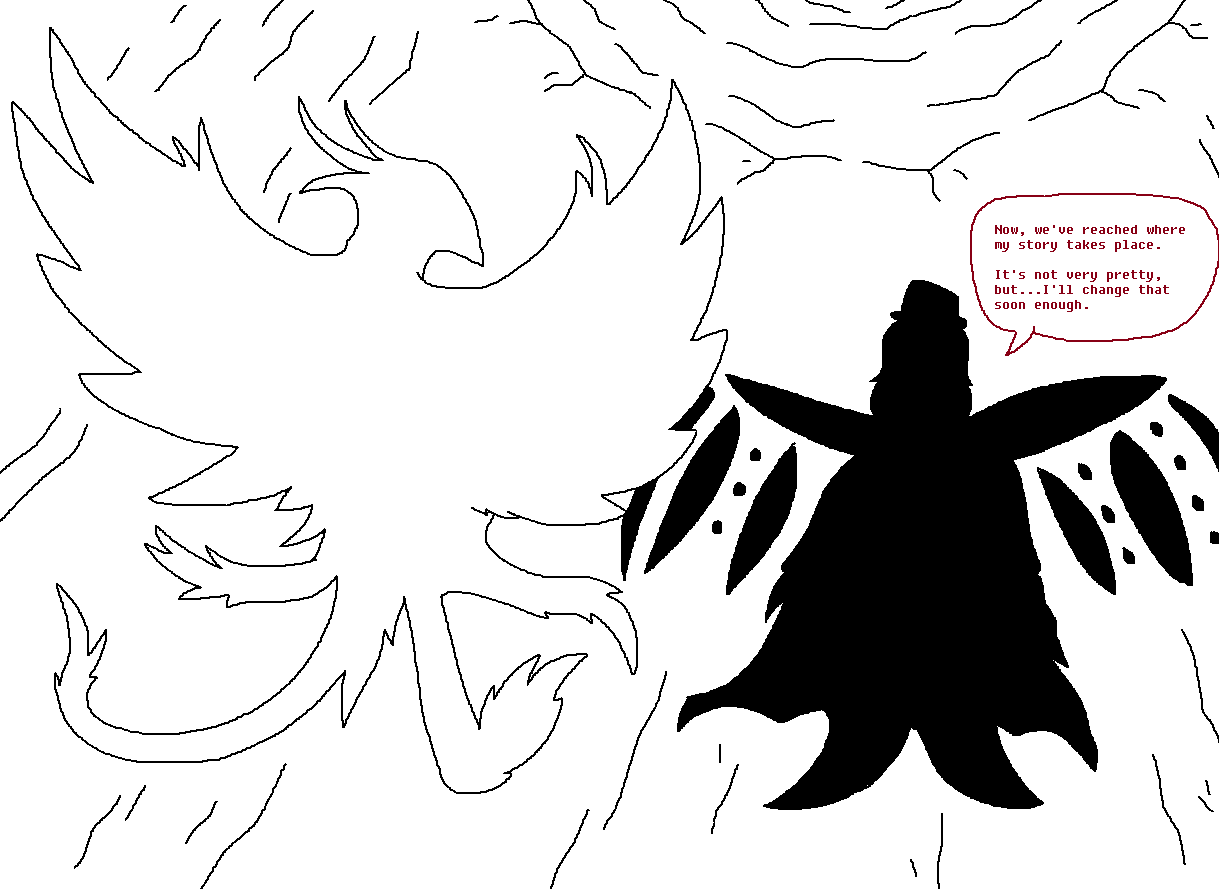 Now, we've reached where
my story takes place.
It's not very pretty,
but...I'll change that
soon enough.